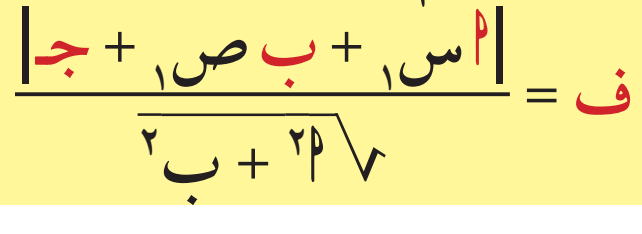 ف = |أ س١ + ب ص١ + جـ|
√أ٢ + ب٢